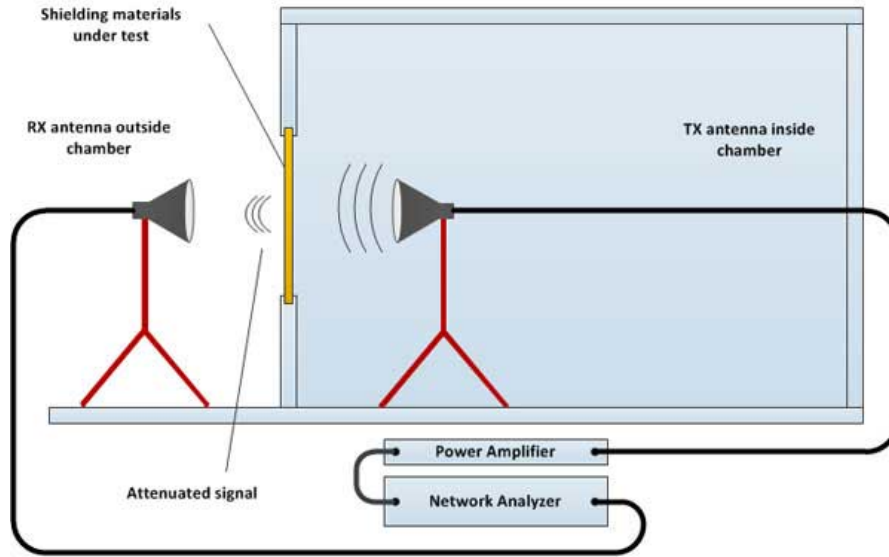 Shielding materials
under test
RX antenna outside
chamber
TX antenna inside
chamber
Attenuated signal
Power Amplifier
Network Analyzer